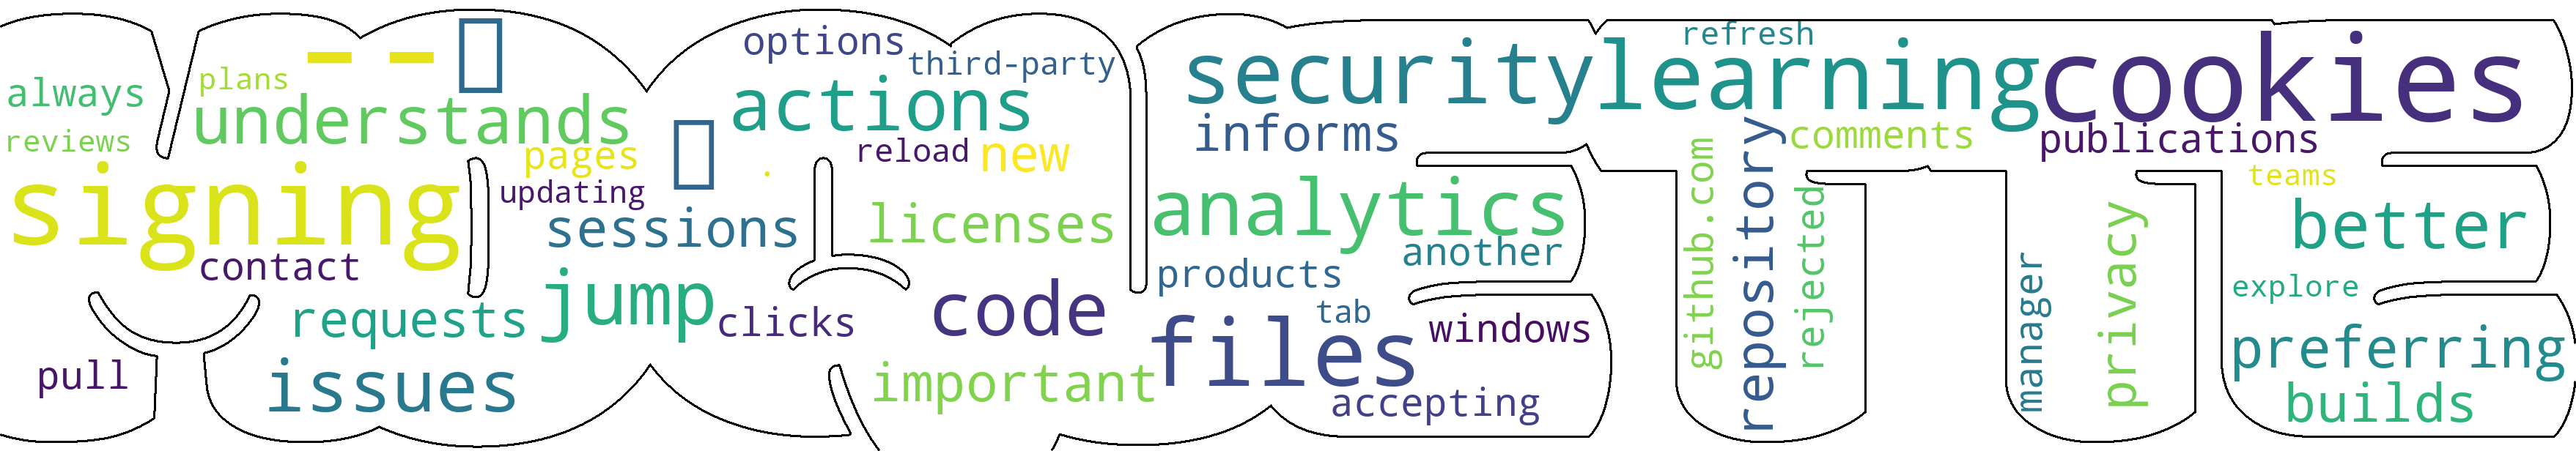 always
reviews
signing
contact
pull
plans
- -
understands
requests
issues
pages
updating
sessions
jump
clicks
options
third-party
actions
reload
new
.
licenses
code
important
security
informs
analytics
another
products
tab
files
windows
accepting
refresh
learning
comments
github.com
repository
rejected
cookies
publications
manager
privacy
teams
better
explore
preferring
builds